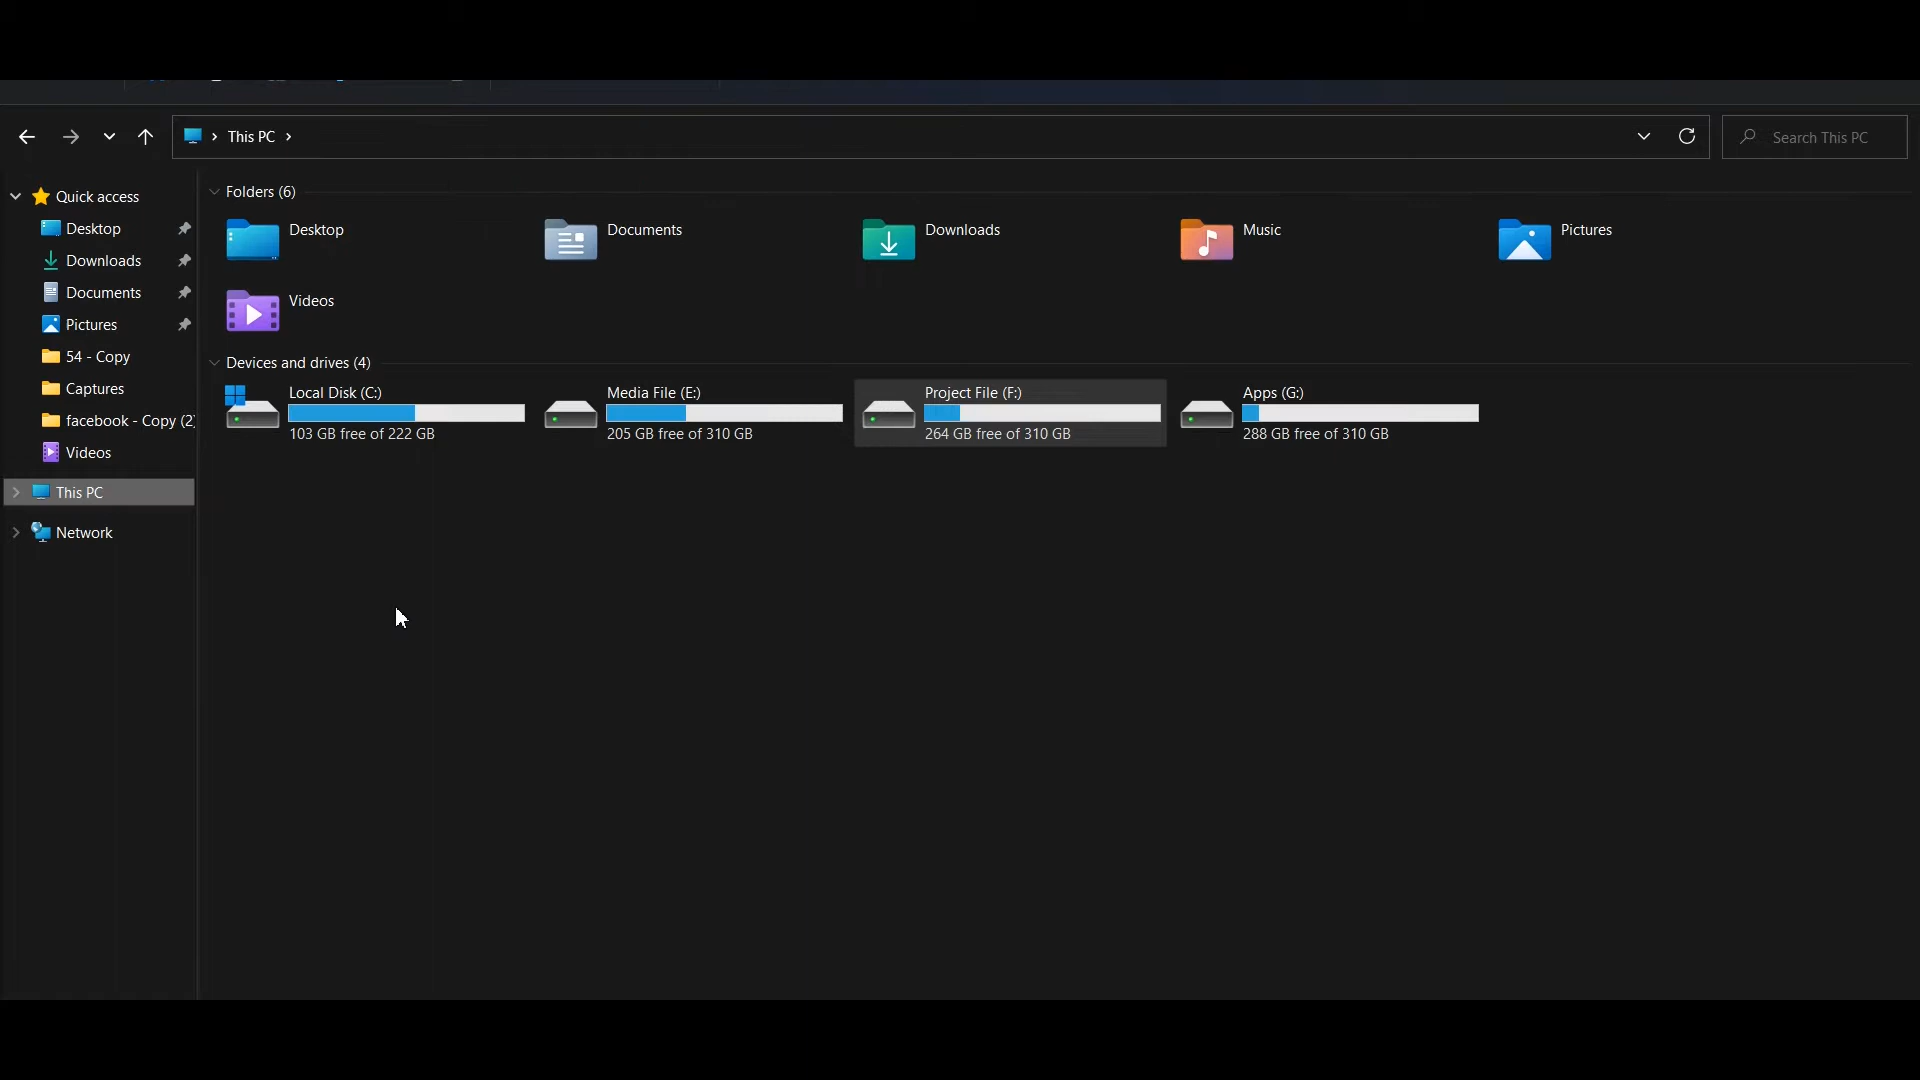 This PC
Search This PC
Quick access
Desktop
Downloads
Documents
Pictures
54 - Copy
Captures
facebook - Copy (2)
Videos
This PC
Network
Folders (6)
Desktop
Documents
Downloads
Music
Pictures
Videos
Devices and drives (4)
Local Disk (C:)
103 GB free of 222 GB
Media File (E:)
205 GB free of 310 GB
Project File (F:)
264 GB free of 310 GB
Apps (G:)
288 GB free of 310 GB